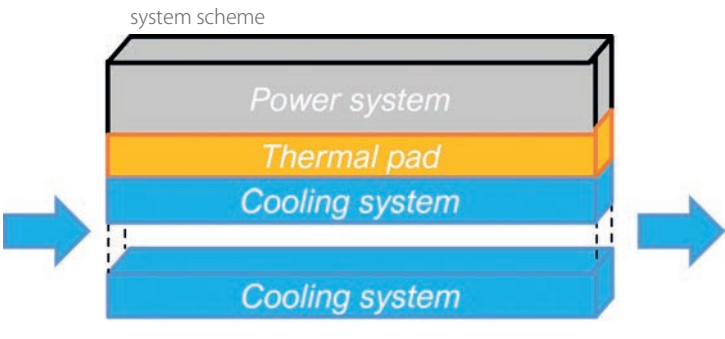 system scheme
Power system
Thermal pad
Cooling system
Cooling system